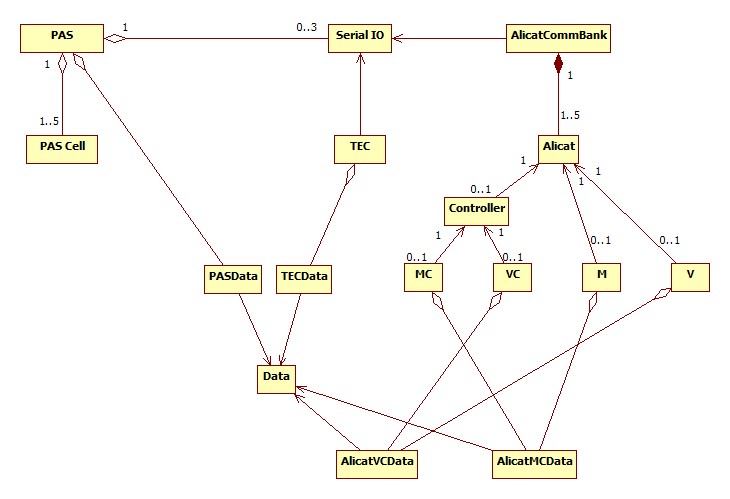 1
0..3
PAS
Serial IO
AlicatCommBank
1
1
1..5
1..5
PAS Cell
TEC
Alicat
1
1
1
0..1
Controller
1
1
0..1
0..1
0..1
0..1
PASData
TECData
MC
VC
M
V
Data
AlicatVCData
AlicatMCData